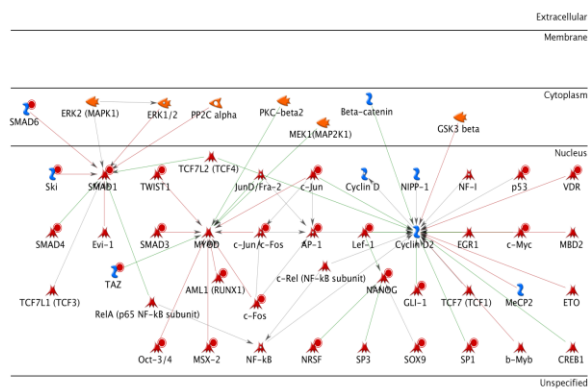 Extracellular
Membrane
Cytoplasm
SMAD6
ERK2 (MAPK1)
ERK1/2
PP2C alpha
PKC-beta2
MEK1(MAP2K1)
Beta-catenin
GSK3 beta
Nucleus
TCF7L2 (TCF4)
Ski
SMAD1
TWIST1
JunD/Fra-2
c-Jun
Cyclin D
NIPP-1
NF-I
p53
VDR
SMAD4
Evi-1
SMAD3
MYOD
c-Jun/c-Fos
AP-1
Lef-1
Cyclin D2
EGR1
c-Myc
MBD2
TAZ
AML1 (RUNX1)
c-Rel (NF-kB subunit)
NANOG
TCF7L1 (TCF3)
RelA (p65 NF-kB subunit)
c-Fos
GLI-1
TCF7 (TCF1)
MeCP2
ETO
Oct-3/4
MSX-2
NF-kB
NRSF
SP3
SOX9
SP1
b-Myb
CREB1
Unspecified